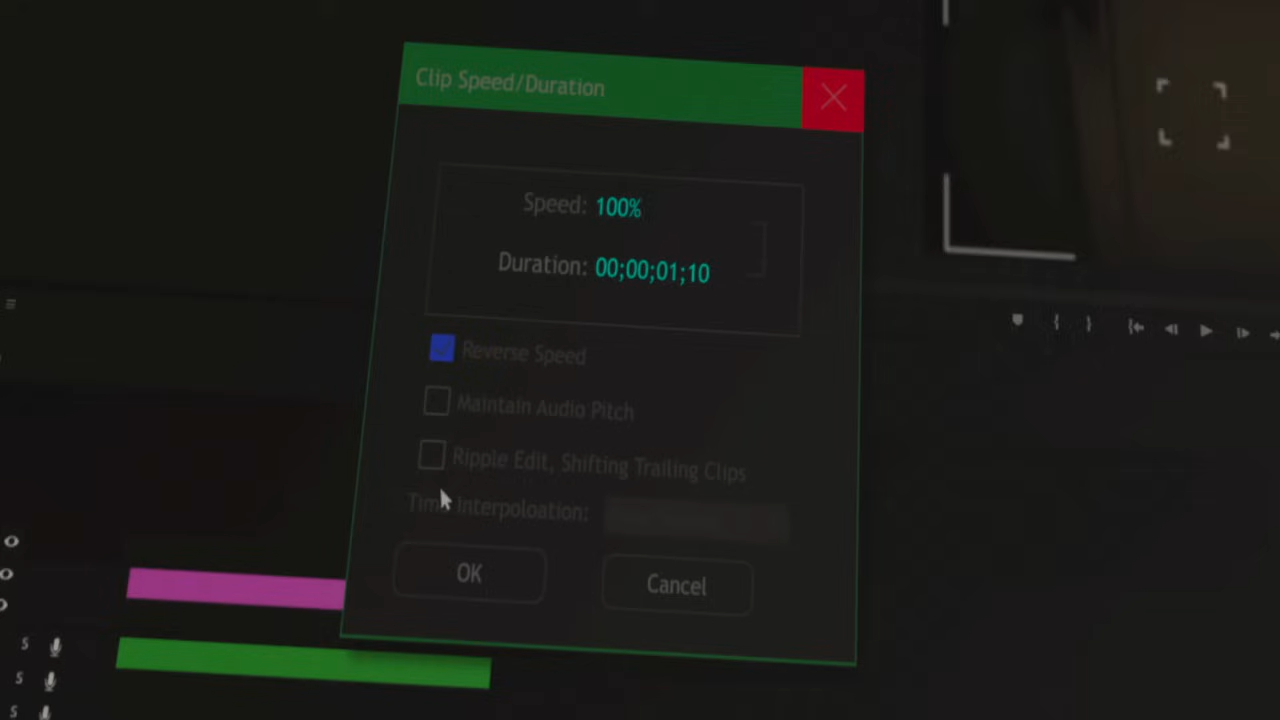 Clip Speed/Duration
Speed: 100%
Duration: 00;00;01;10
Reverse Speed
Maintain Audio Pitch
Ripple Edit, Shifting Trailing Clips
Time Interpoloation:
OK
Cancel
S
S
S